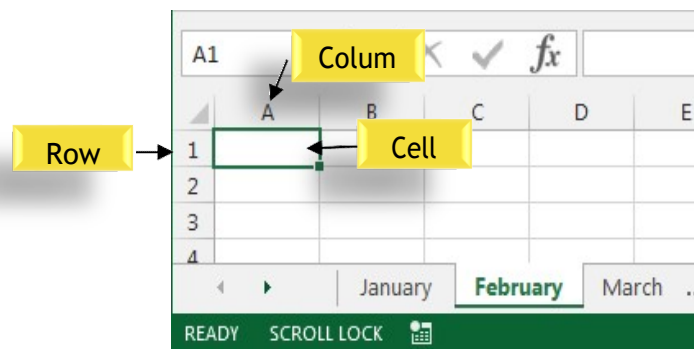 A1 Colum fx
A B C D E
Row 1 Cell
2
3
4
January February March ..
READY SCROLL LOCK